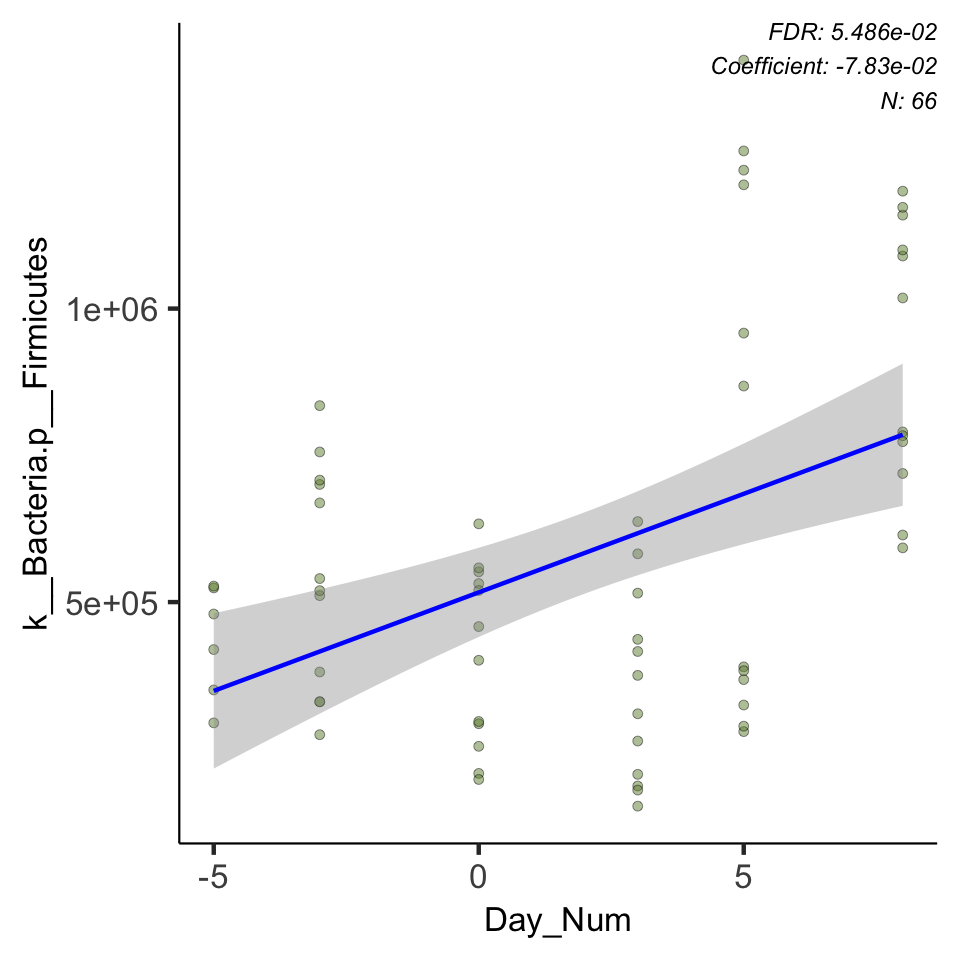 FDR: 5.486e-02
Coefficient: -7.83e-02
N: 66
k__Bacteria.p__Firmicutes
1e+06
5e+05
-5
0
5
Day_Num